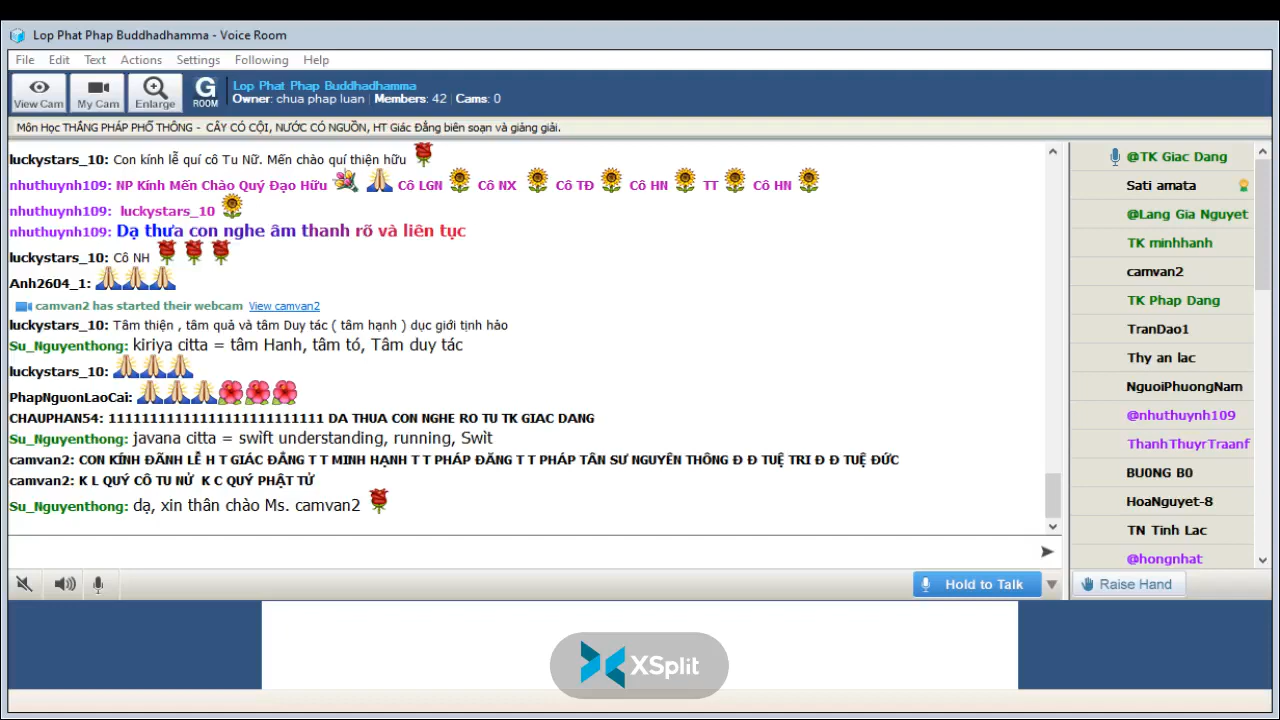 Lop Phat Phap Buddhadhamma - Voice Room
File Edit Text Actions Settings Following Help
View Cam My Cam Enlarge G ROOM
Lop Phat Phap Buddhadhamma
Owner: chua phap luan | Members: 42 | Cams: 0
Môn Học THẮNG PHÁP PHỔ THÔNG - CÂY CÓ CỘI, NƯỚC CÓ NGUỒN, HT Giác Đẳng biên soạn và giảng giải.
luckystars_10: Con kính lễ quí cô Tu Nữ. Mến chào quí thiện hữu
nhuthuynh109: NP Kính Mến Chào Quý Đạo Hữu Cô LGN Cô NX Cô TĐ Cô HN TT Cô HN
nhuthuynh109: luckystars_10
nhuthuynh109: Dạ thưa con nghe âm thanh rõ và liên tục
luckystars_10: Cô NH
Anh2604_1:
camvan2 has started their webcam View camvan2
luckystars_10: Tâm thiện , tâm quả và tâm Duy tác ( tâm hạnh ) dục giới tịnh hảo
Su_Nguyenthong: kiriya citta = tâm Hanh, tâm tó, Tâm duy tác
luckystars_10:
PhapNguonLaoCai:
CHAUPHAN54: 11111111111111111111111111 DA THUA CON NGHE RO TU TK GIAC DANG
Su_Nguyenthong: javana citta = swift understanding, running, Swit
camvan2: CON KÍNH ĐÃNH LỄ H T GIÁC ĐẲNG T T MINH HẠNH T T PHÁP ĐĂNG T T PHÁP TÂN SƯ NGUYÊN THÔNG Đ Đ TUỆ TRI Đ Đ TUỆ ĐỨC
camvan2: K L QUÝ CÔ TU NỬ K C QUÝ PHẬT TỬ
Su_Nguyenthong: dạ, xin thân chào Ms. camvan2
Hold to Talk
@TK Giac Dang
Sati amata
@Lang Gia Nguyet
TK minhhanh
camvan2
TK Phap Dang
TranDao1
Thy an lac
NguoiPhuongNam
@nhuthuynh109
ThanhThuyrTraanf
BU0NG B0
HoaNguyet-8
TN Tinh Lac
@hongnhat
Raise Hand
XSplit